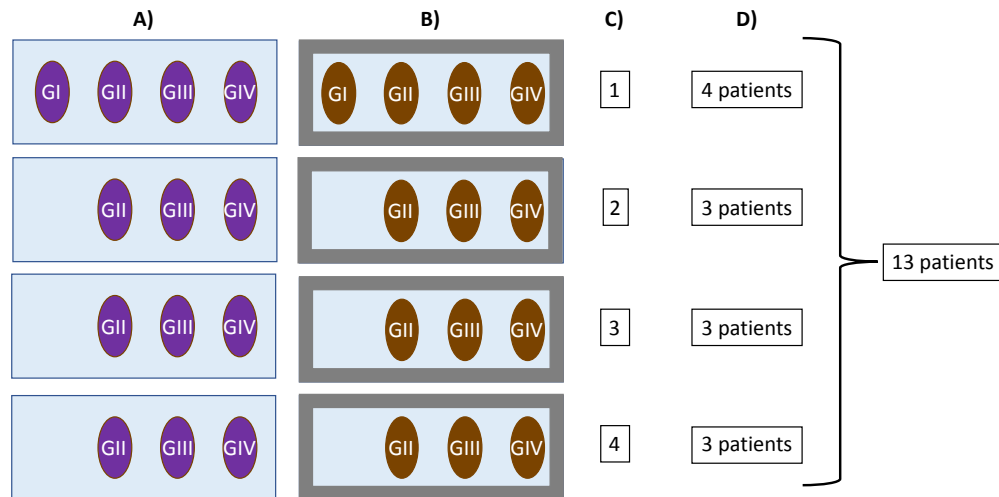 A) B) C) D)
GI GII GIII GIV GI GII GIII GIV 1 4 patients
GII GIII GIV GII GIII GIV 2 3 patients
13 patients
GII GIII GIV GII GIII GIV 3 3 patients
GII GIII GIV GII GIII GIV 4 3 patients